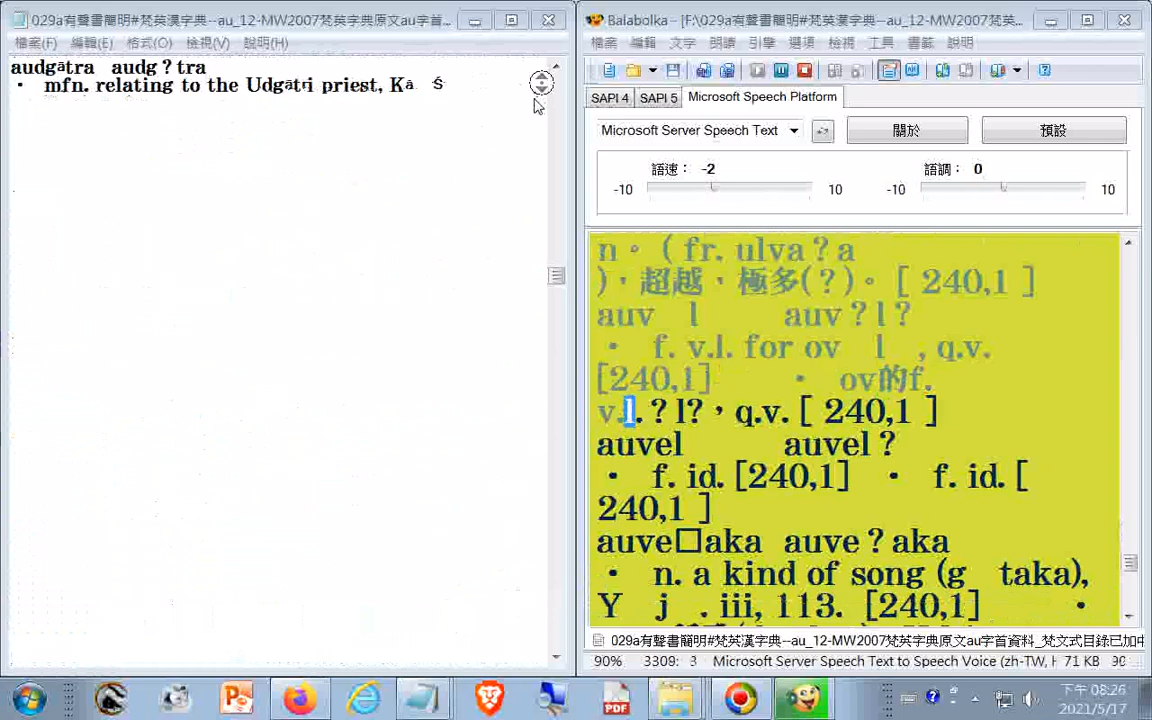 029a有聲書簡明#梵英漢字典--au_12-MW2007梵英字典原文au字首...
檔案(F) 編輯(E) 格式(O) 檢視(V) 說明(H)
audgātra audg？tra
• mfn. relating to the Udgātri priest, Kā Ś
Balabolka - [F:\029a有聲書簡明#梵英漢字典--au_12-MW2007梵英...
檔案 編輯 文字 朗讀 引擎 選項 檢視 工具 書籤 說明
SAPI 4 SAPI 5 Microsoft Speech Platform
Microsoft Server Speech Text 關於 預設
語速： -2 語調： 0
-10 10 -10 10
n。( fr. ulva？a
)，超越，極多(？)。[ 240,1 ]
auv l auv？l？
• f. v.l. for ov l , q.v.
[240,1] • ov的f.
v.l.？l?，q.v. [ 240,1 ]
auvel auvel？
• f. id. [240,1] • f. id. [
240,1 ]
auve□aka auve？aka
• n. a kind of song (g taka),
Y j . iii, 113. [240,1] •
029a有聲書簡明#梵英漢字典--au_12-MW2007梵英字典原文au字首資料_梵文式目錄已加中
90% 3308: 3 Microsoft Server Speech Text to Speech Voice (zh-TW, H 71 KB
下午 08:26
2021/5/17